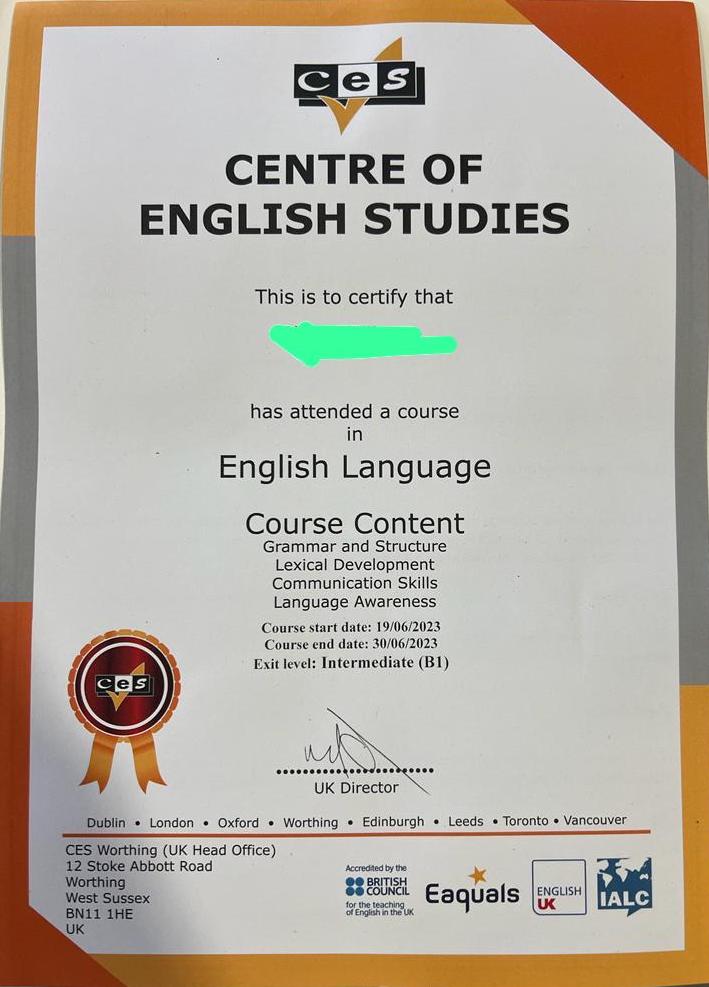 ces
CENTRE OF
ENGLISH STUDIES
This is to certify that
has attended a course
in
English Language
Course Content
Grammar and Structure
Lexical Development
Communication Skills
Language Awareness
Course start date: 19/06/2023
Course end date: 30/06/2023
Exit level: Intermediate (B1)
ces
UK Director
Dublin • London • Oxford • Worthing • Edinburgh • Leeds • Toronto • Vancouver
CES Worthing (UK Head Office)
12 Stoke Abbott Road
Worthing
West Sussex
BN11 1HE
UK
Accredited by the
BRITISH
COUNCIL
for the teaching
of English in the UK
Eaquals
ENGLISH
UK
IALC